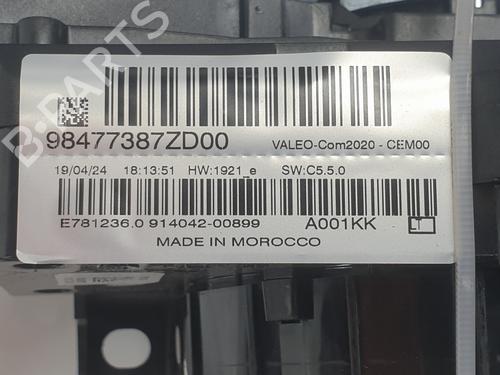 98477387ZD00
VALEO-Com2020 - CEM00
19/04/24 18:13:51 HW:1921_e SW:C5.5.0
E781236.0 914042-00899 A001KK
MADE IN MOROCCO
B-PARTS